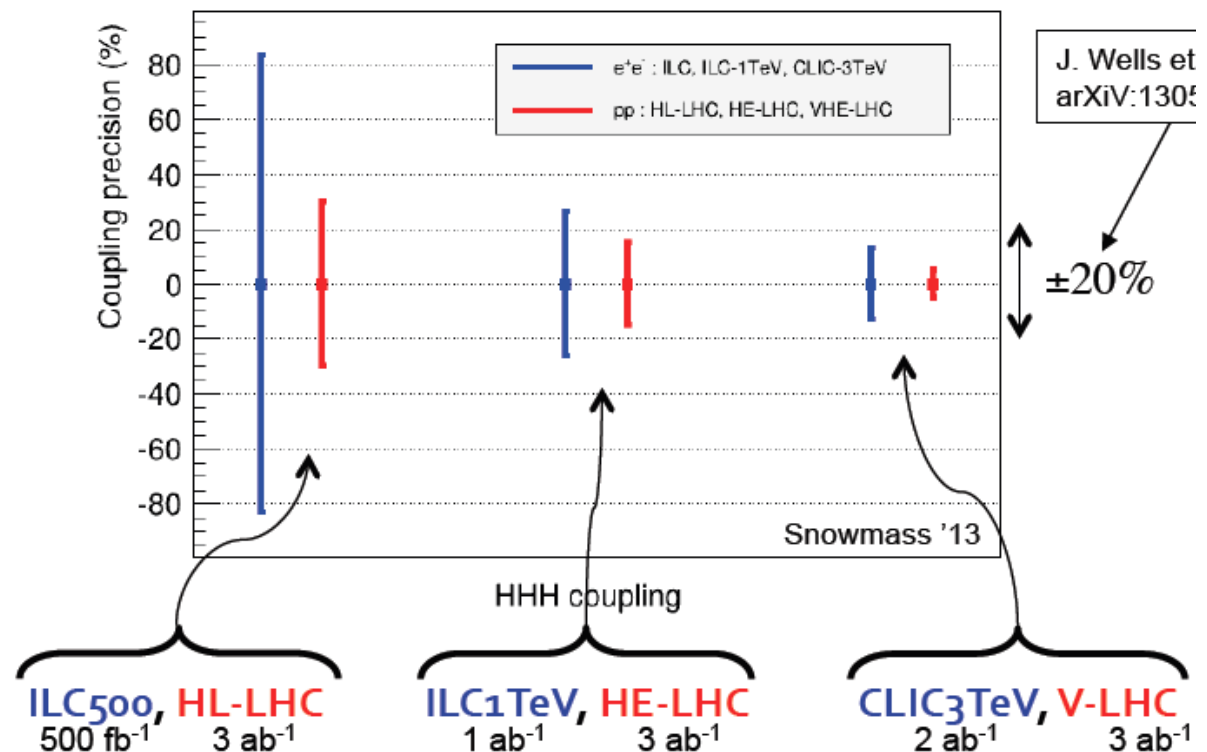 Coupling precision (%)
80
60
40
20
0
-20
-40
-60
-80
e⁺e⁻ : ILC, ILC-1TeV, CLIC-3TeV
pp : HL-LHC, HE-LHC, VHE-LHC
J. Wells et
arXiV:1305
±20%
Snowmass '13
HHH coupling
ILC500, HL-LHC
500 fb⁻¹ 3 ab⁻¹
ILC1TeV, HE-LHC
1 ab⁻¹ 3 ab⁻¹
CLIC3TeV, V-LHC
2 ab⁻¹ 3 ab⁻¹